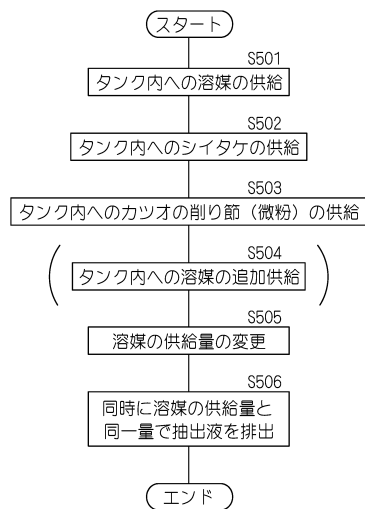 スタート
S501
タンク内への溶媒の供給
S502
タンク内へのシイタケの供給
S503
タンク内へのカツオの削り節（微粉）の供給
S504
タンク内への溶媒の追加供給
S505
溶媒の供給量の変更
S506
同時に溶媒の供給量と
同一量で抽出液を排出
エンド